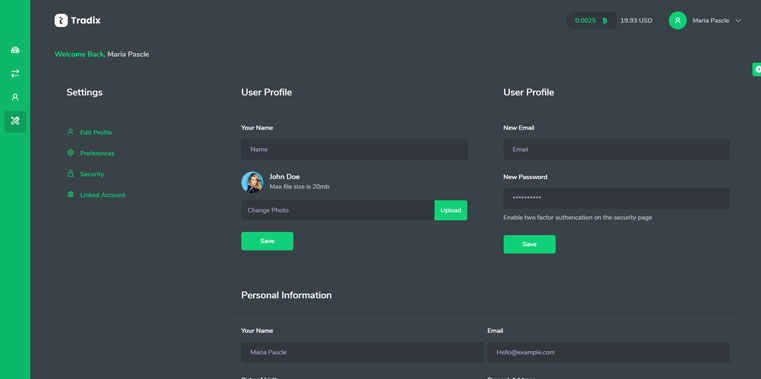 Tradix
0.0025 ₿ 19.93 USD
Maria Pascle
Welcome Back, Maria Pascle
Settings
Edit Profile
Preferences
Security
Linked Account
User Profile
Your Name
Name
John Doe
Max file size is 20mb
Change Photo
Upload
Save
User Profile
New Email
Email
New Password
**********
Enable two factor authencation on the security page
Save
Personal Information
Your Name
Maria Pascle
Email
Hello@example.com